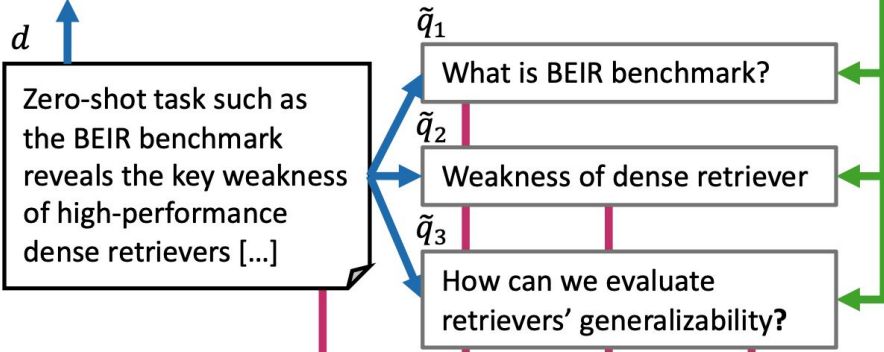 d
Zero-shot task such as
the BEIR benchmark
reveals the key weakness
of high-performance
dense retrievers [...]
q̃1
What is BEIR benchmark?
q̃2
Weakness of dense retriever
q̃3
How can we evaluate
retrievers’ generalizability?